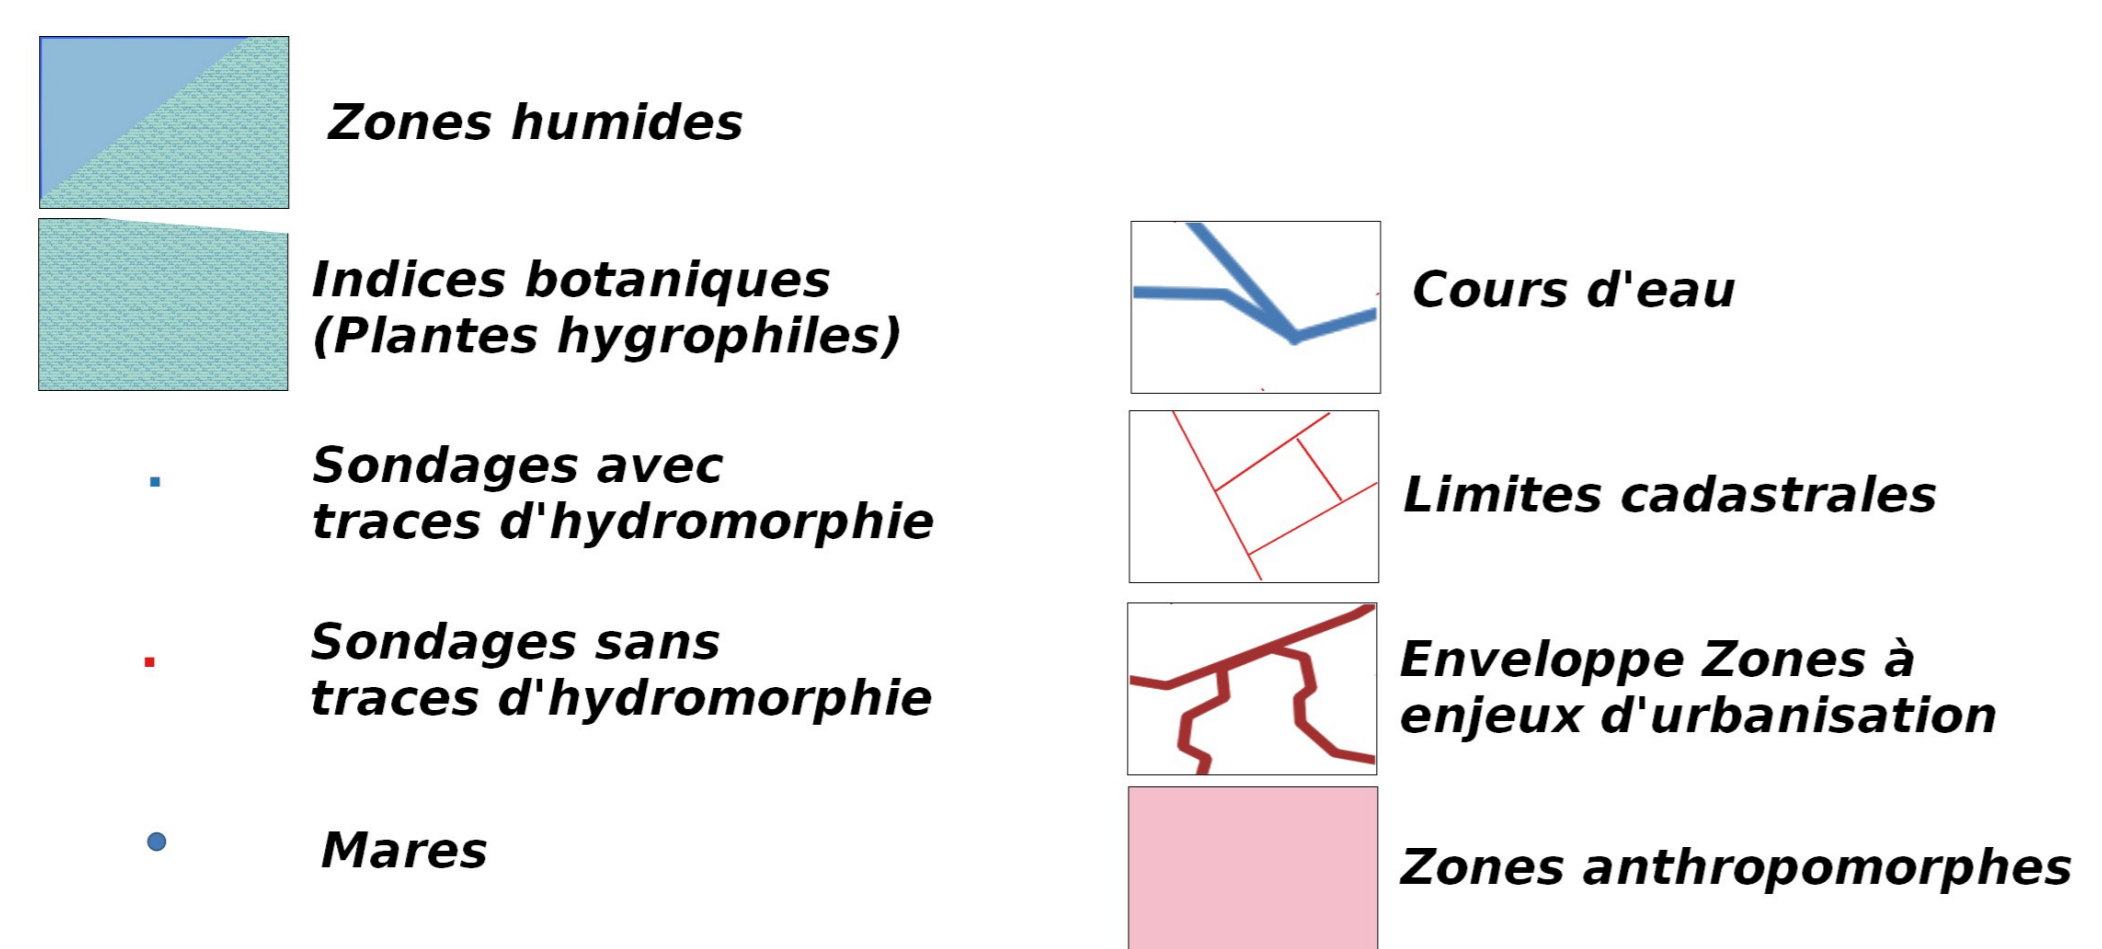 Zones humides
Indices botaniques
(Plantes hygrophiles)
Sondages avec
traces d'hydromorphie
Sondages sans
traces d'hydromorphie
Mares
Cours d'eau
Limites cadastrales
Enveloppe Zones à
enjeux d'urbanisation
Zones anthropomorphes